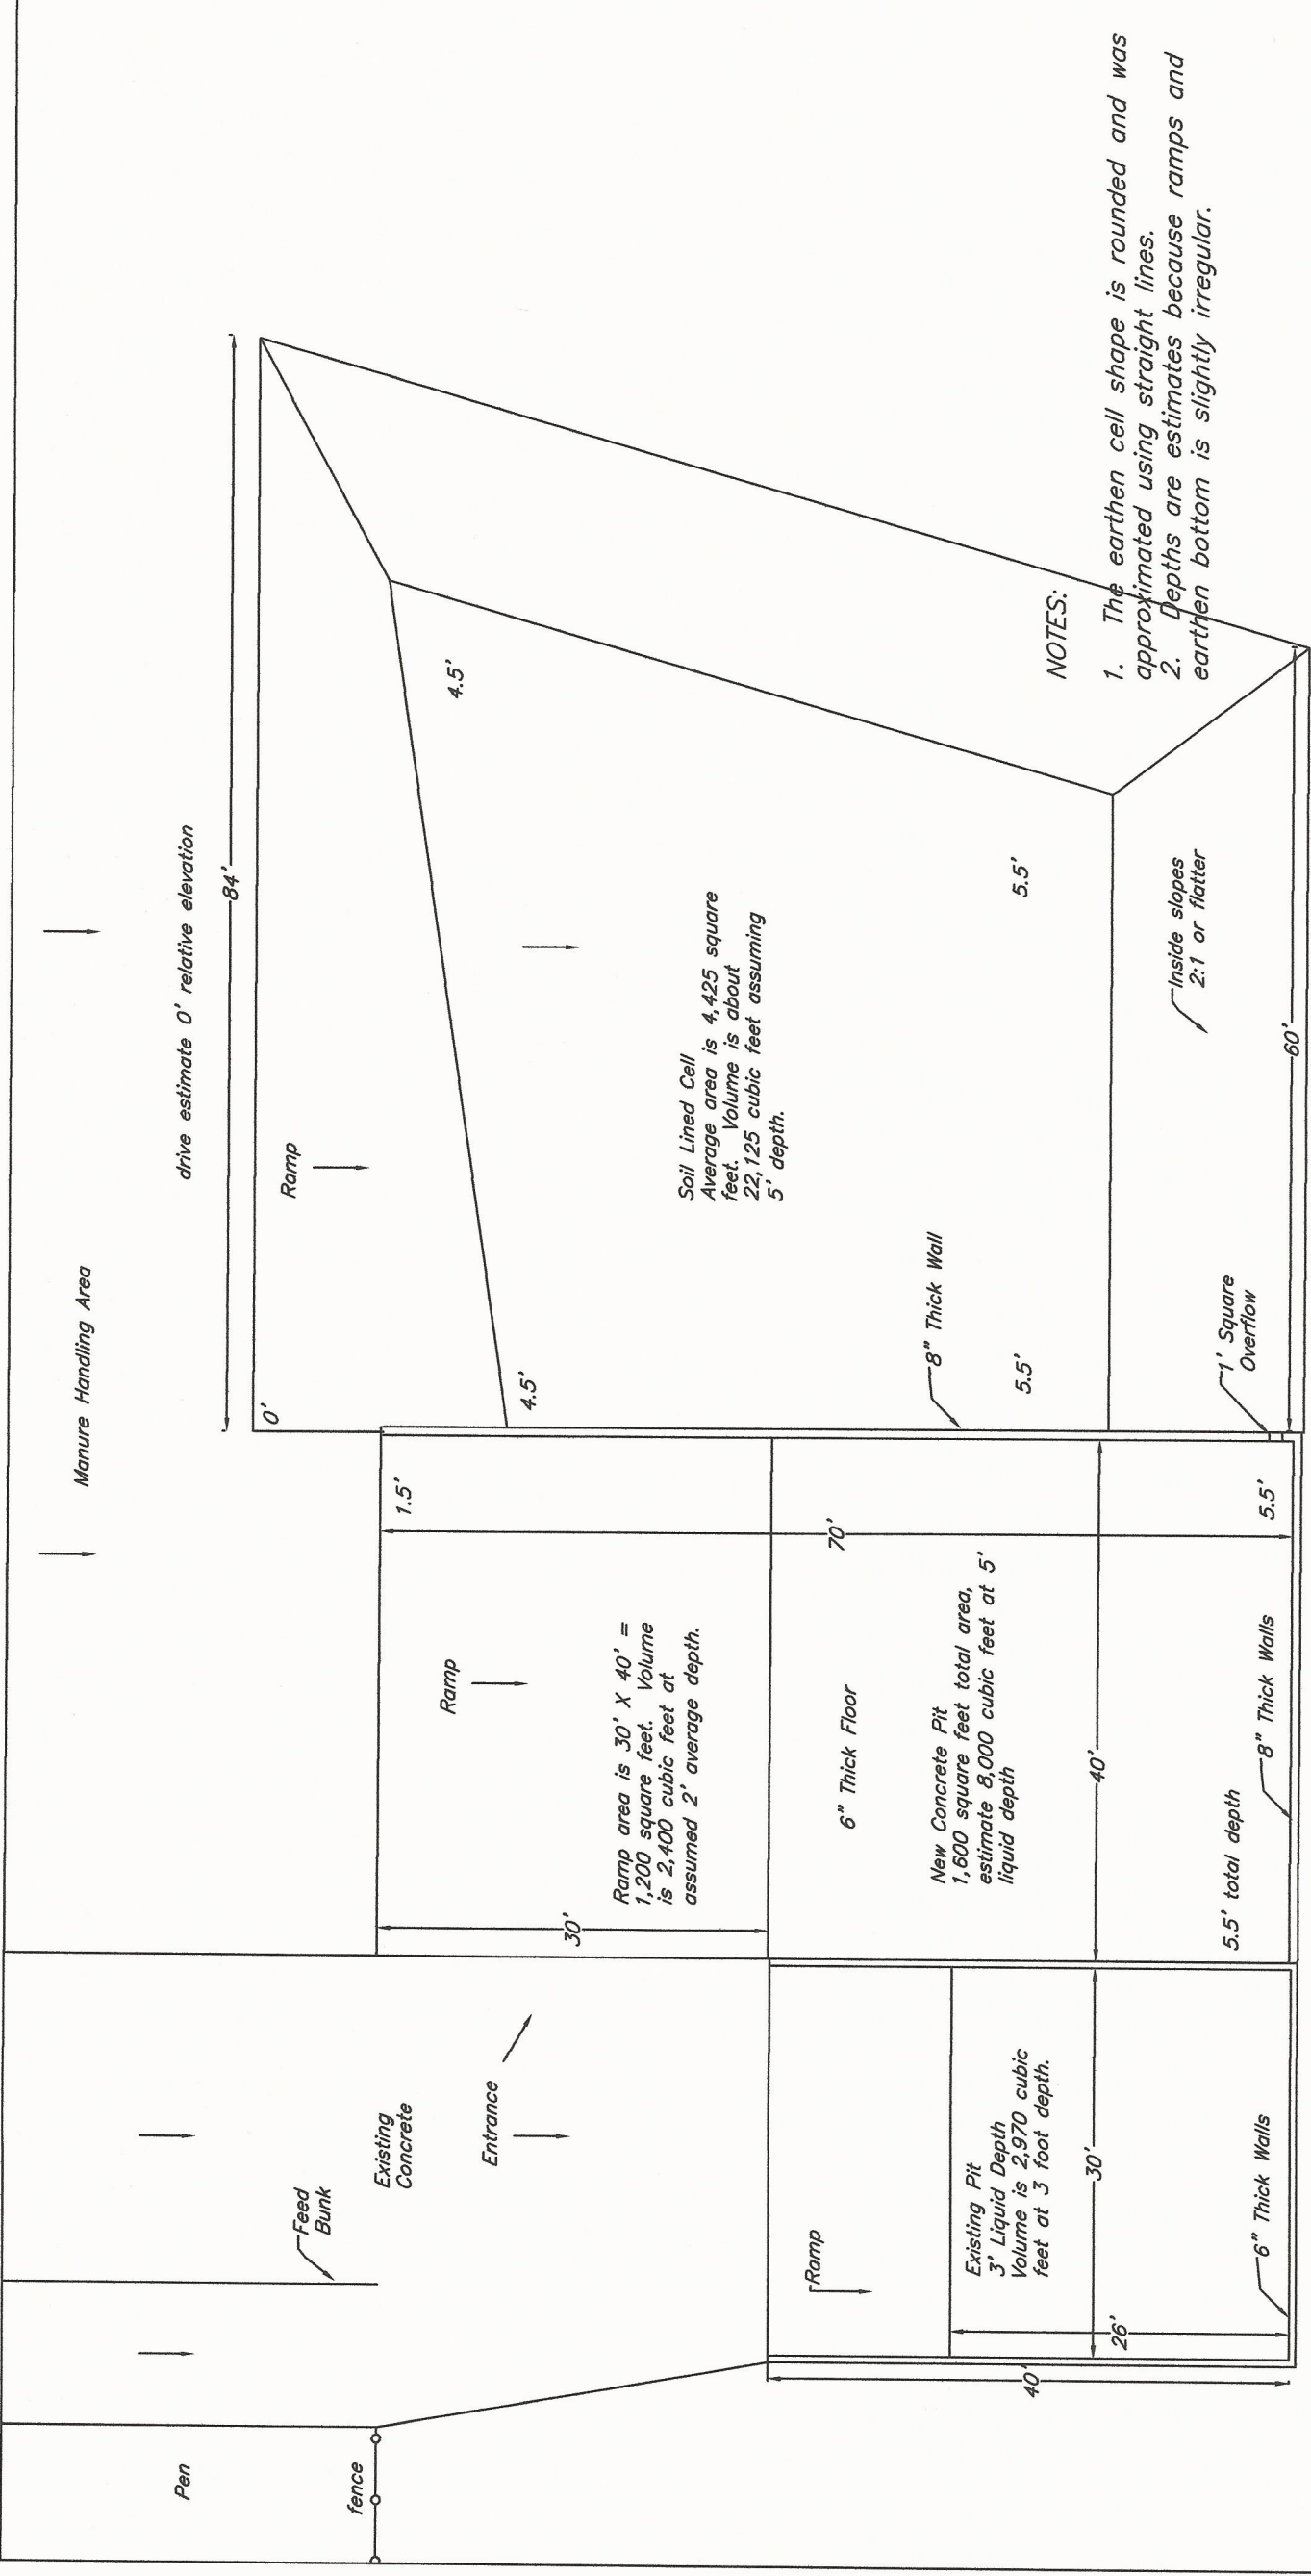 Pen
fence
Feed
Bunk
Existing
Concrete
Entrance
Ramp
Existing Pit
3' Liquid Depth
Volume is 2,970 cubic
feet at 3 foot depth.
30'
26'
40'
6" Thick Walls
Manure Handling Area
drive estimate 0' relative elevation
84'
30'
Ramp
1.5'
Ramp area is 30' X 40' =
1,200 square feet. Volume
is 2,400 cubic feet at
assumed 2' average depth.
70'
6" Thick Floor
New Concrete Pit
1,600 square feet total area,
estimate 8,000 cubic feet at 5'
liquid depth
40'
5.5' total depth
8" Thick Walls
5.5'
0'
Ramp
4.5'
4.5'
Soil Lined Cell
Average area is 4,425 square
feet. Volume is about
22,125 cubic feet assuming
5' depth.
8" Thick Wall
5.5'
5.5'
1' Square
Overflow
Inside slopes
2:1 or flatter
60'
NOTES:
1. The earthen cell shape is rounded and was
approximated using straight lines.
2. Depths are estimates because ramps and
earthen bottom is slightly irregular.